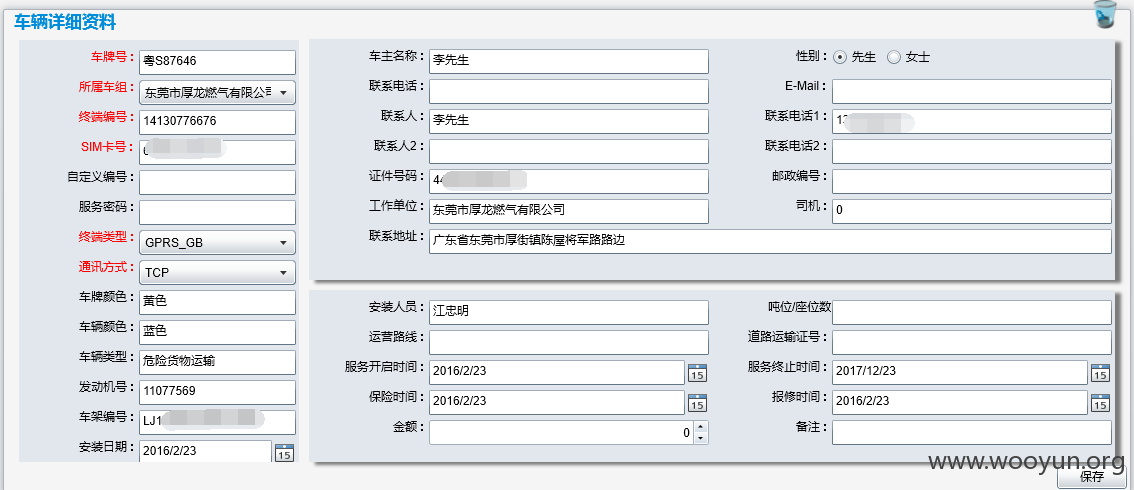 车辆详细资料
车牌号： 粤S87646
所属车组： 东莞市厚龙燃气有限公司
终端编号： 14130776676
SIM卡号：
自定义编号：
服务密码：
终端类型： GPRS_GB
通讯方式： TCP
车牌颜色： 黄色
车辆颜色： 蓝色
车辆类型： 危险货物运输
发动机号： 11077569
车架编号： LJ1
安装日期： 2016/2/23 15
车主名称： 李先生 性别： 先生 女士
联系电话： E-Mail：
联系人： 李先生 联系电话1： 1
联系人2： 联系电话2：
证件号码： 44 邮政编号：
工作单位： 东莞市厚龙燃气有限公司 司机： 0
联系地址： 广东省东莞市厚街镇陈屋将军路路边
安装人员： 江忠明 吨位/座位数
运营路线： 道路运输证号：
服务开启时间： 2016/2/23 15 服务终止时间： 2017/12/23 15
保险时间： 2016/2/23 15 报修时间： 2016/2/23 15
金额： 0 备注：
www.wooyun.org
保存